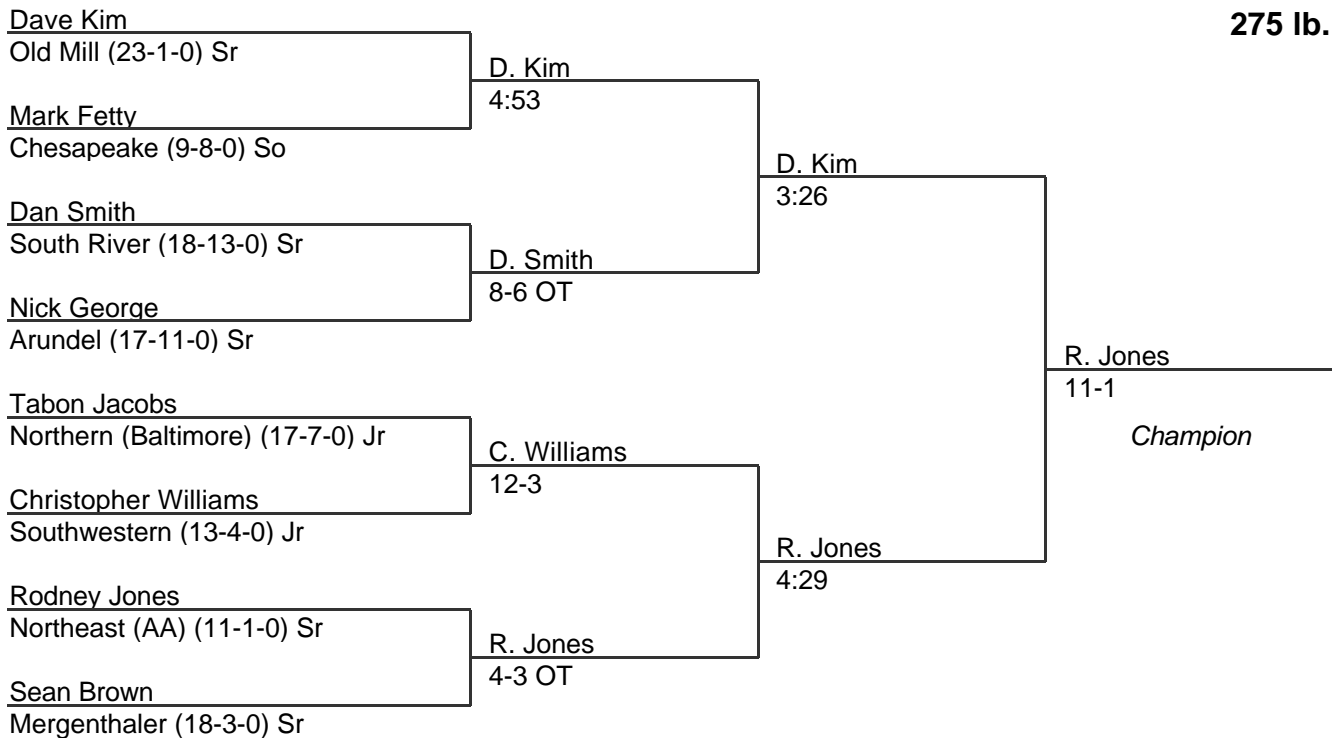 275 lb.
Dave Kim
Old Mill (23-1-0) Sr
Mark Fetty
Chesapeake (9-8-0) So
Dan Smith
South River (18-13-0) Sr
Nick George
Arundel (17-11-0) Sr
Tabon Jacobs
Northern (Baltimore) (17-7-0) Jr
Christopher Williams
Southwestern (13-4-0) Jr
Rodney Jones
Northeast (AA) (11-1-0) Sr
Sean Brown
Mergenthaler (18-3-0) Sr
D. Kim
4:53
D. Smith
8-6 OT
C. Williams
12-3
R. Jones
4-3 OT
D. Kim
3:26
R. Jones
4:29
R. Jones
11-1
Champion